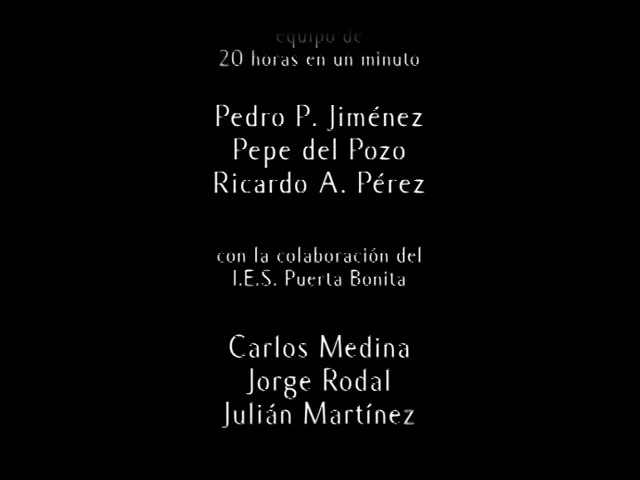 equipo de
20 horas en un minuto
Pedro P. Jiménez
Pepe del Pozo
Ricardo A. Pérez
con la colaboración del
I.E.S. Puerta Bonita
Carlos Medina
Jorge Rodal
Julián Martínez